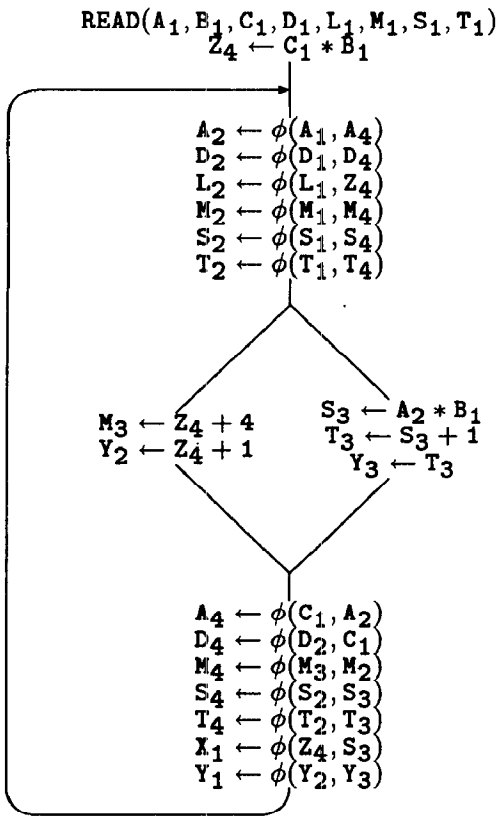 READ(A₁, B₁, C₁, D₁, L₁, M₁, S₁, T₁)
Z₄ ← C₁ * B₁
A₂ ← ϕ(A₁, A₄)
D₂ ← ϕ(D₁, D₄)
L₂ ← ϕ(L₁, Z₄)
M₂ ← ϕ(M₁, M₄)
S₂ ← ϕ(S₁, S₄)
T₂ ← ϕ(T₁, T₄)
M₃ ← Z₄ + 4
Y₂ ← Z₄ + 1
S₃ ← A₂ * B₁
T₃ ← S₃ + 1
Y₃ ← T₃
A₄ ← ϕ(C₁, A₂)
D₄ ← ϕ(D₂, C₁)
M₄ ← ϕ(M₃, M₂)
S₄ ← ϕ(S₂, S₃)
T₄ ← ϕ(T₂, T₃)
X₁ ← ϕ(Z₄, S₃)
Y₁ ← ϕ(Y₂, Y₃)